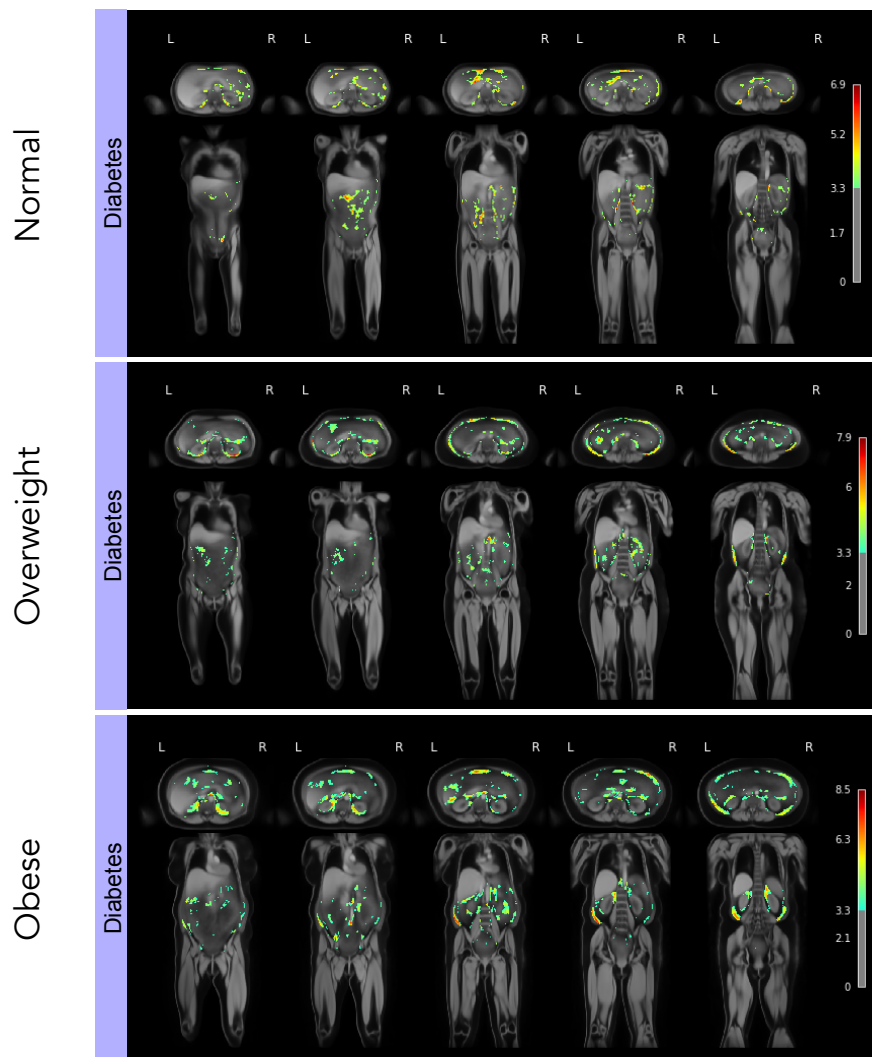 Normal
Diabetes
L R L R L R L R L R
6.9
5.2
3.3
1.7
0
Overweight
Diabetes
L R L R L R L R L R
7.9
6
3.3
2
0
Obese
Diabetes
L R L R L R L R L R
8.5
6.3
3.3
2.1
0